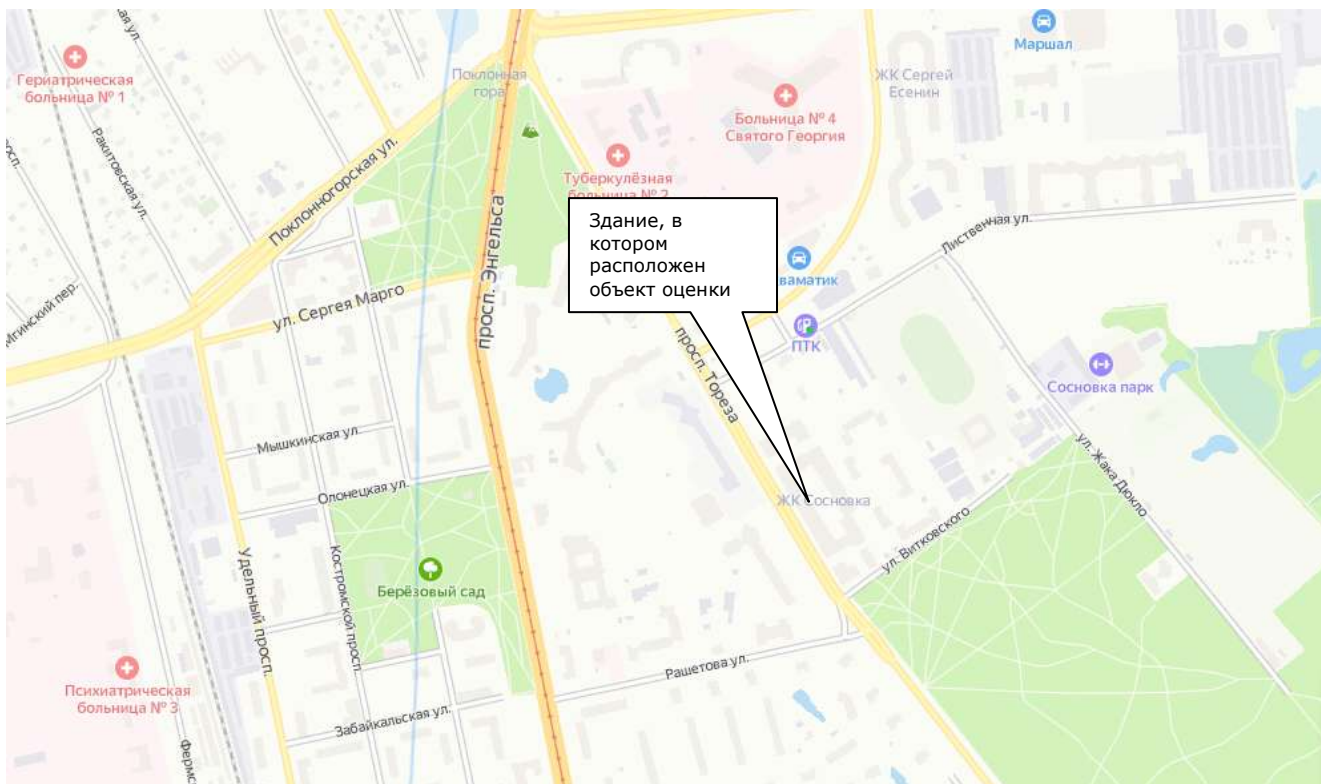 Гериатрическая
больница № 1
Ракитовская ул.
Поклонногорская ул.
Поклонная
гора
Маршал
ЖК Сергей
Есенин
Больница № 4
Святого Георгия
Туберкулёзная
больница № 2
Здание, в
котором
расположен
объект оценки
ваматик
Лиственная ул.
ПТК
Мгинский пер.
ул. Сергея Марго
просп. Энгельса
просп. Тореза
Сосновка парк
Мышкинская ул.
Олонецкая ул.
ЖК Сосновка
ул. Жака Дюкло
ул. Витковского
Удельный просп.
Костромской просп.
Берёзовый сад
Рашетова ул.
Психиатрическая
больница № 3
Забайкальская ул.